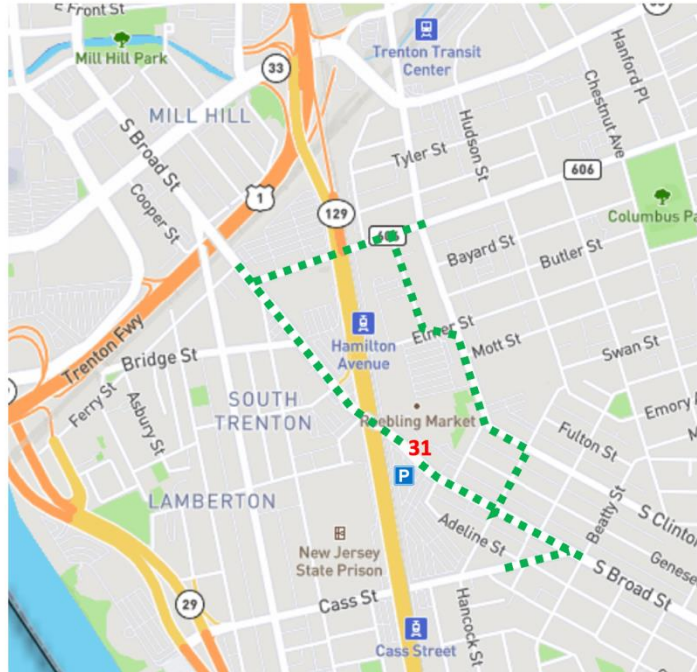 E Front St
Mill Hill Park
33
Trenton Transit
Center
Hanford Pl
Chestnut Ave
MILL HILL
S Broad St
Hudson St
Tyler St
606
Cooper St
1
129
Columbus Pa
606
Bayard St
Butler St
Trenton Fwy
Elmer St
Hamilton
Avenue
Mott St
Bridge St
Swan St
Ferry St
Asbury St
SOUTH
TRENTON
Roebling Market
Emory A
31
P
Fulton St
LAMBERTON
Beatty St
S Clinton
Adeline St
New Jersey
State Prison
Genese
S Broad St
29
Cass St
Hancock St
Cass Street